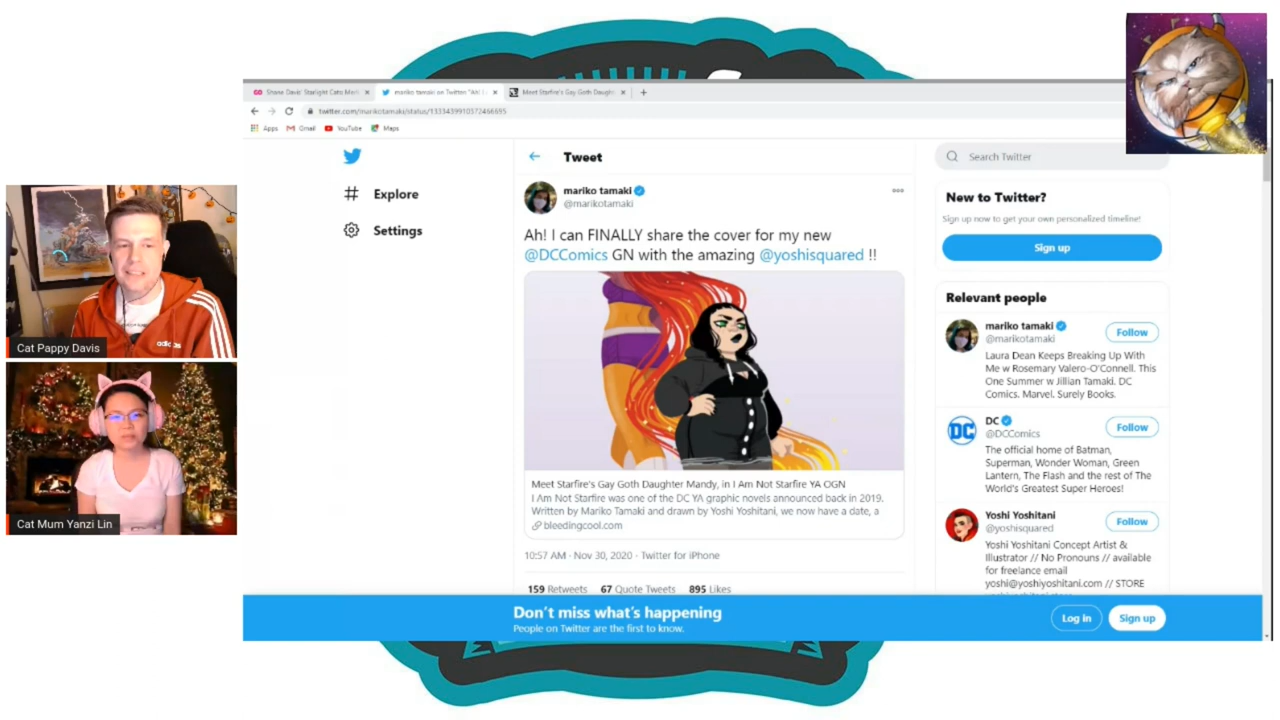 Shane Davis' Starlight Cats: Meri
mariko tamaki on Twitter: "Ah! I c
Meet Starfire's Gay Goth Daught
twitter.com/marikotamaki/status/1333439910572466695
Apps
Gmail
YouTube
Maps
Explore
Settings
Tweet
mariko tamaki
@marikotamaki
Ah! I can FINALLY share the cover for my new
@DCComics GN with the amazing @yoshisquared !!
Meet Starfire's Gay Goth Daughter Mandy, in I Am Not Starfire YA OGN
I Am Not Starfire was one of the DC YA graphic novels announced back in 2019.
Written by Mariko Tamaki and drawn by Yoshi Yoshitani, we now have a date, a
bleedingcool.com
10:57 AM · Nov 30, 2020 · Twitter for iPhone
159 Retweets 67 Quote Tweets 895 Likes
Search Twitter
New to Twitter?
Sign up now to get your own personalized timeline!
Sign up
Relevant people
mariko tamaki
@marikotamaki
Follow
Laura Dean Keeps Breaking Up With
Me w Rosemary Valero-O'Connell. This
One Summer w Jillian Tamaki. DC
Comics. Marvel. Surely Books.
DC
@DCComics
Follow
The official home of Batman,
Superman, Wonder Woman, Green
Lantern, The Flash and the rest of The
World's Greatest Super Heroes!
Yoshi Yoshitani
@yoshisquared
Follow
Yoshi Yoshitani Concept Artist &
Illustrator // No Pronouns // available
for freelance email
yoshi@yoshiyoshitani.com // STORE
Don't miss what's happening
People on Twitter are the first to know.
Log in
Sign up
Cat Pappy Davis
adidas
Cat Mum Yanzi Lin